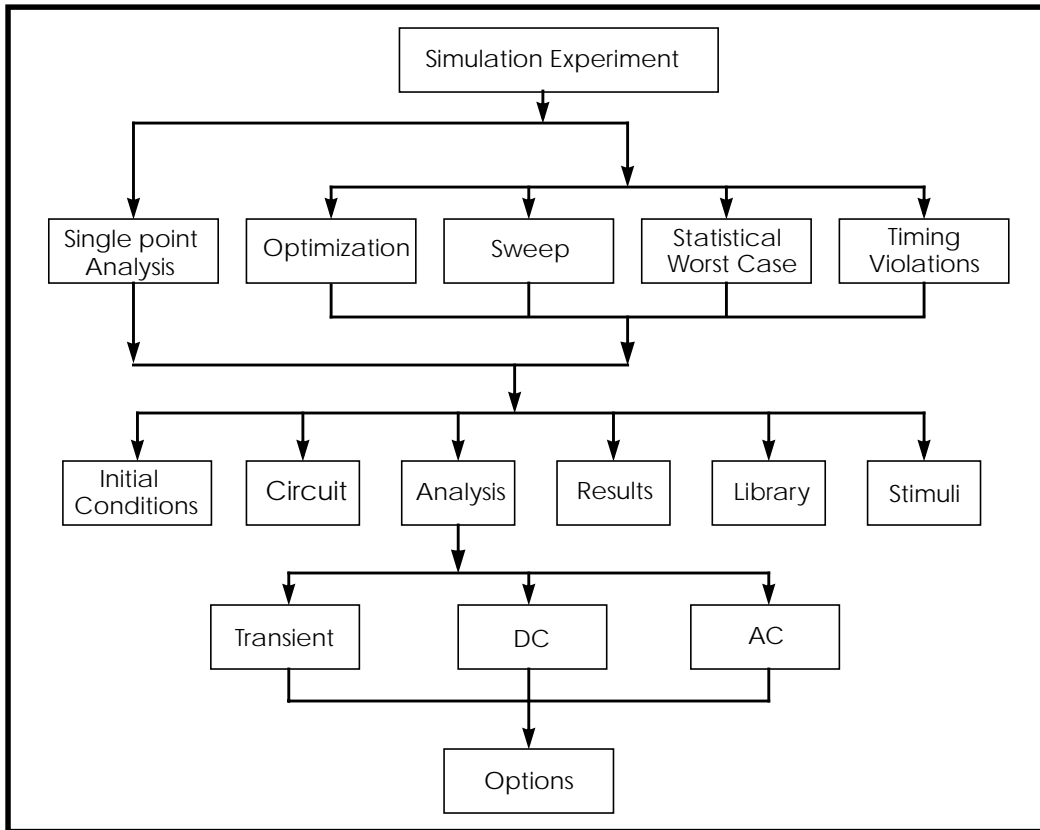 Simulation Experiment
Single point
Analysis
Optimization
Sweep
Statistical
Worst Case
Timing
Violations
Initial
Conditions
Circuit
Analysis
Results
Library
Stimuli
Transient
DC
AC
Options